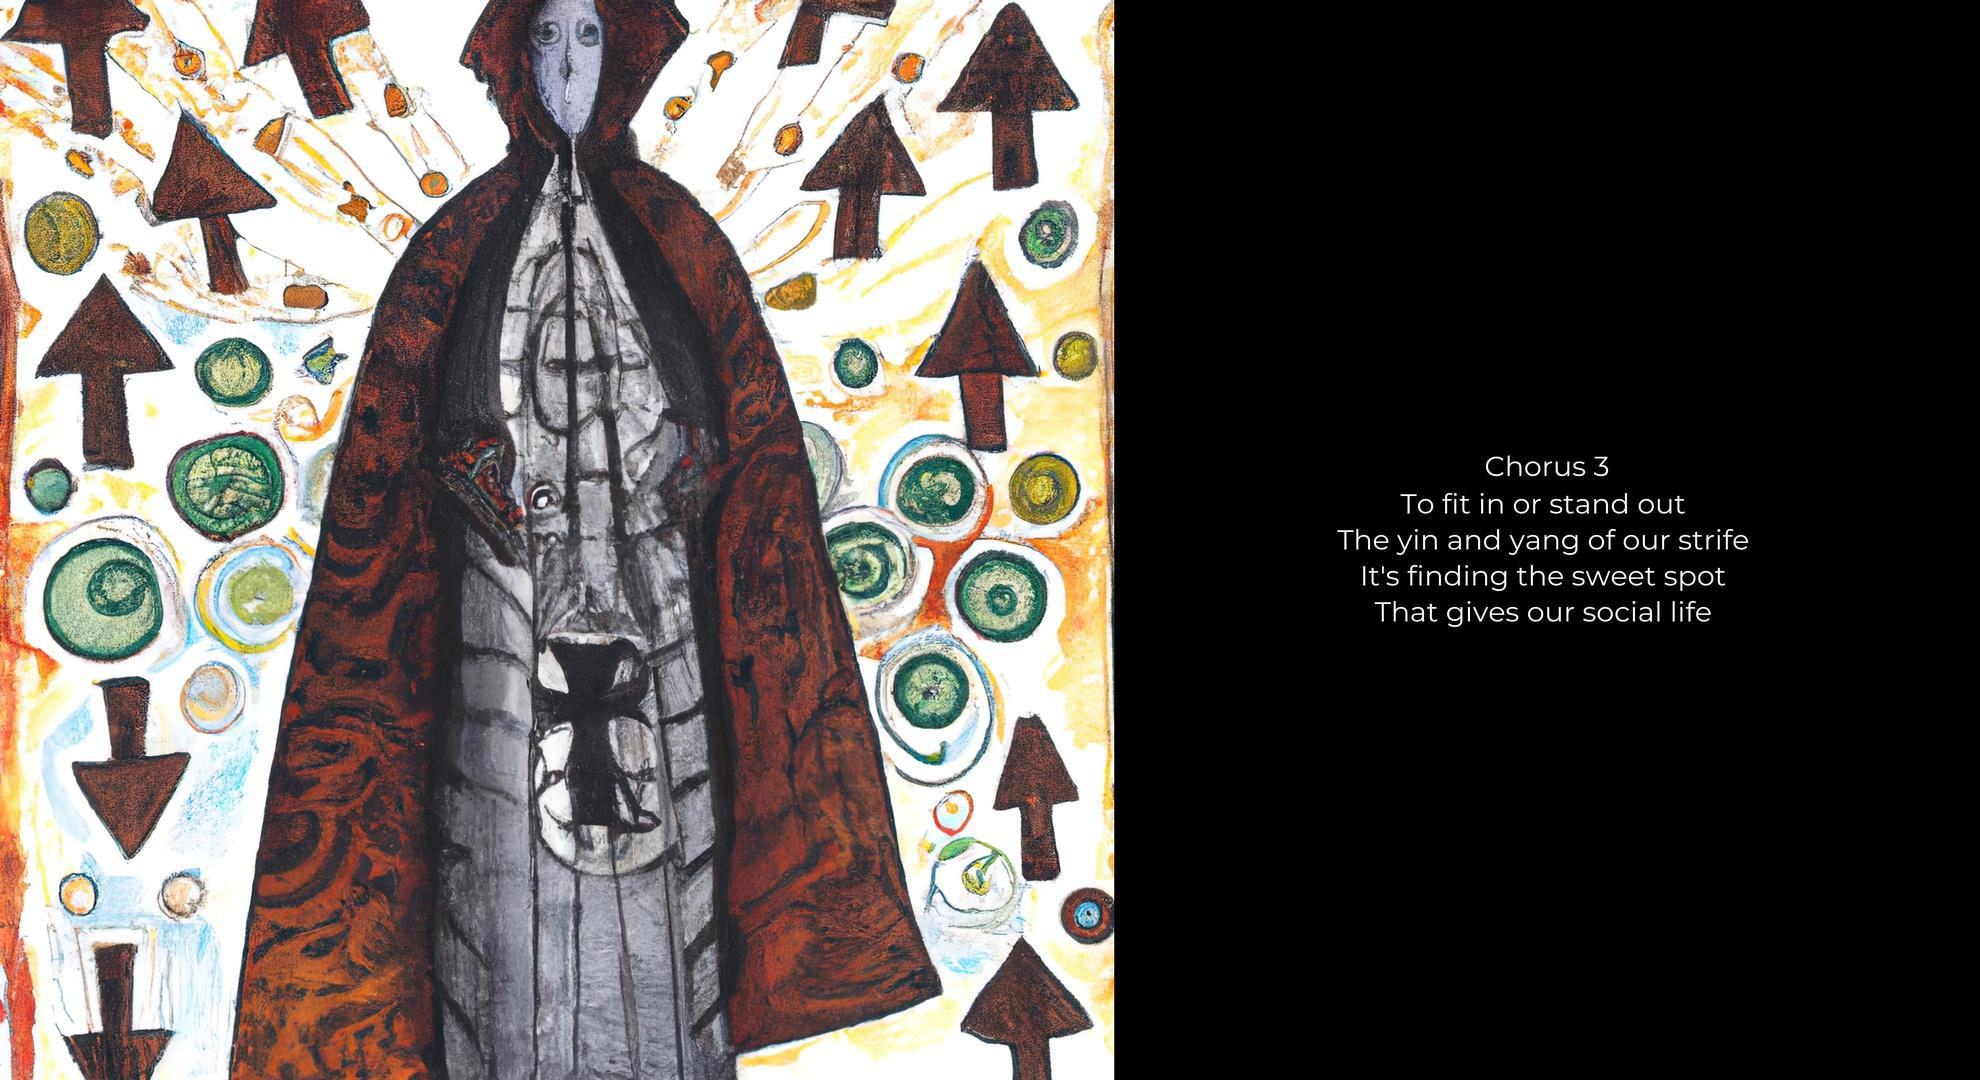 Chorus 3
To fit in or stand out
The yin and yang of our strife
It's finding the sweet spot
That gives our social life